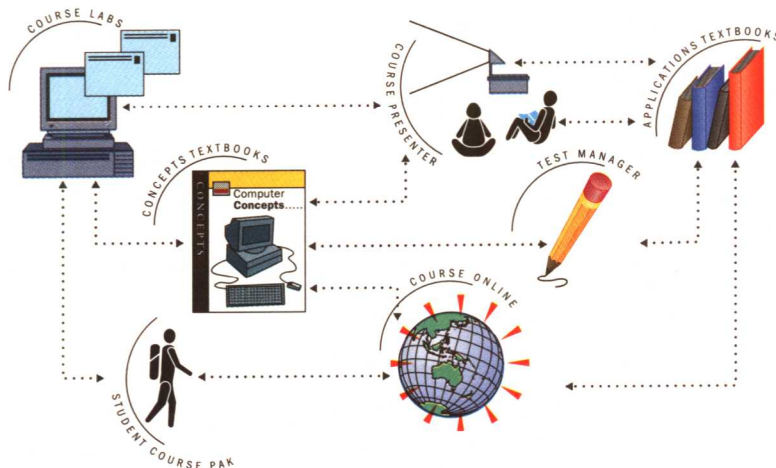 COURSE LABS
COURSE PRESENTER
APPLICATIONS TEXTBOOKS
CONCEPTS TEXTBOOKS
CONCEPTS
Computer
Concepts
TEST MANAGER
COURSE ONLINE
STUDENT COURSE PAK